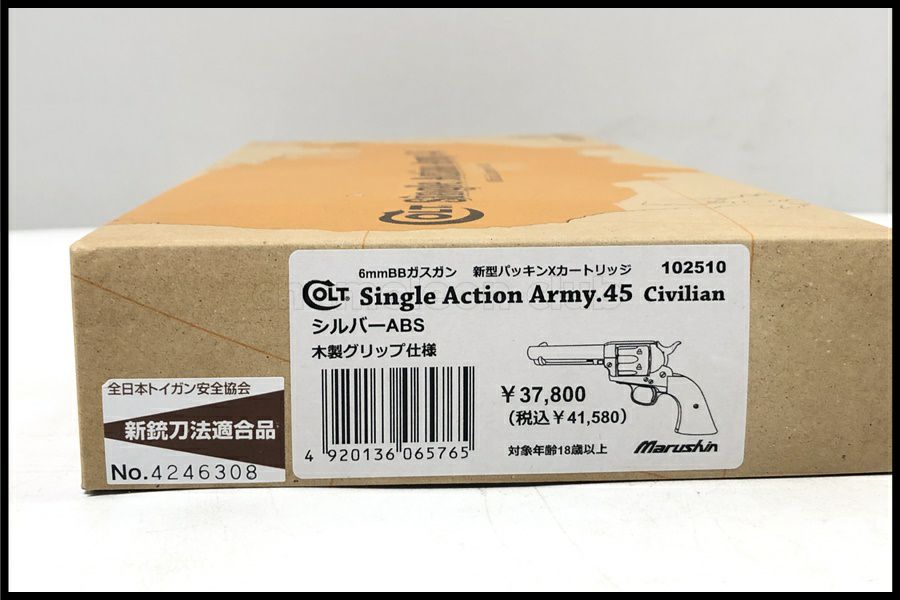 COLT Single Action Army
6mmBBガスガン 新型パッキンXカートリッジ 102510
COLT Single Action Army.45 Civilian
シルバーABS
木製グリップ仕様
¥37,800
(税込¥41,580)
対象年齢18歳以上
Marushin
4 920136 065765
全日本トイガン安全協会
新銃刀法適合品
No.4246308